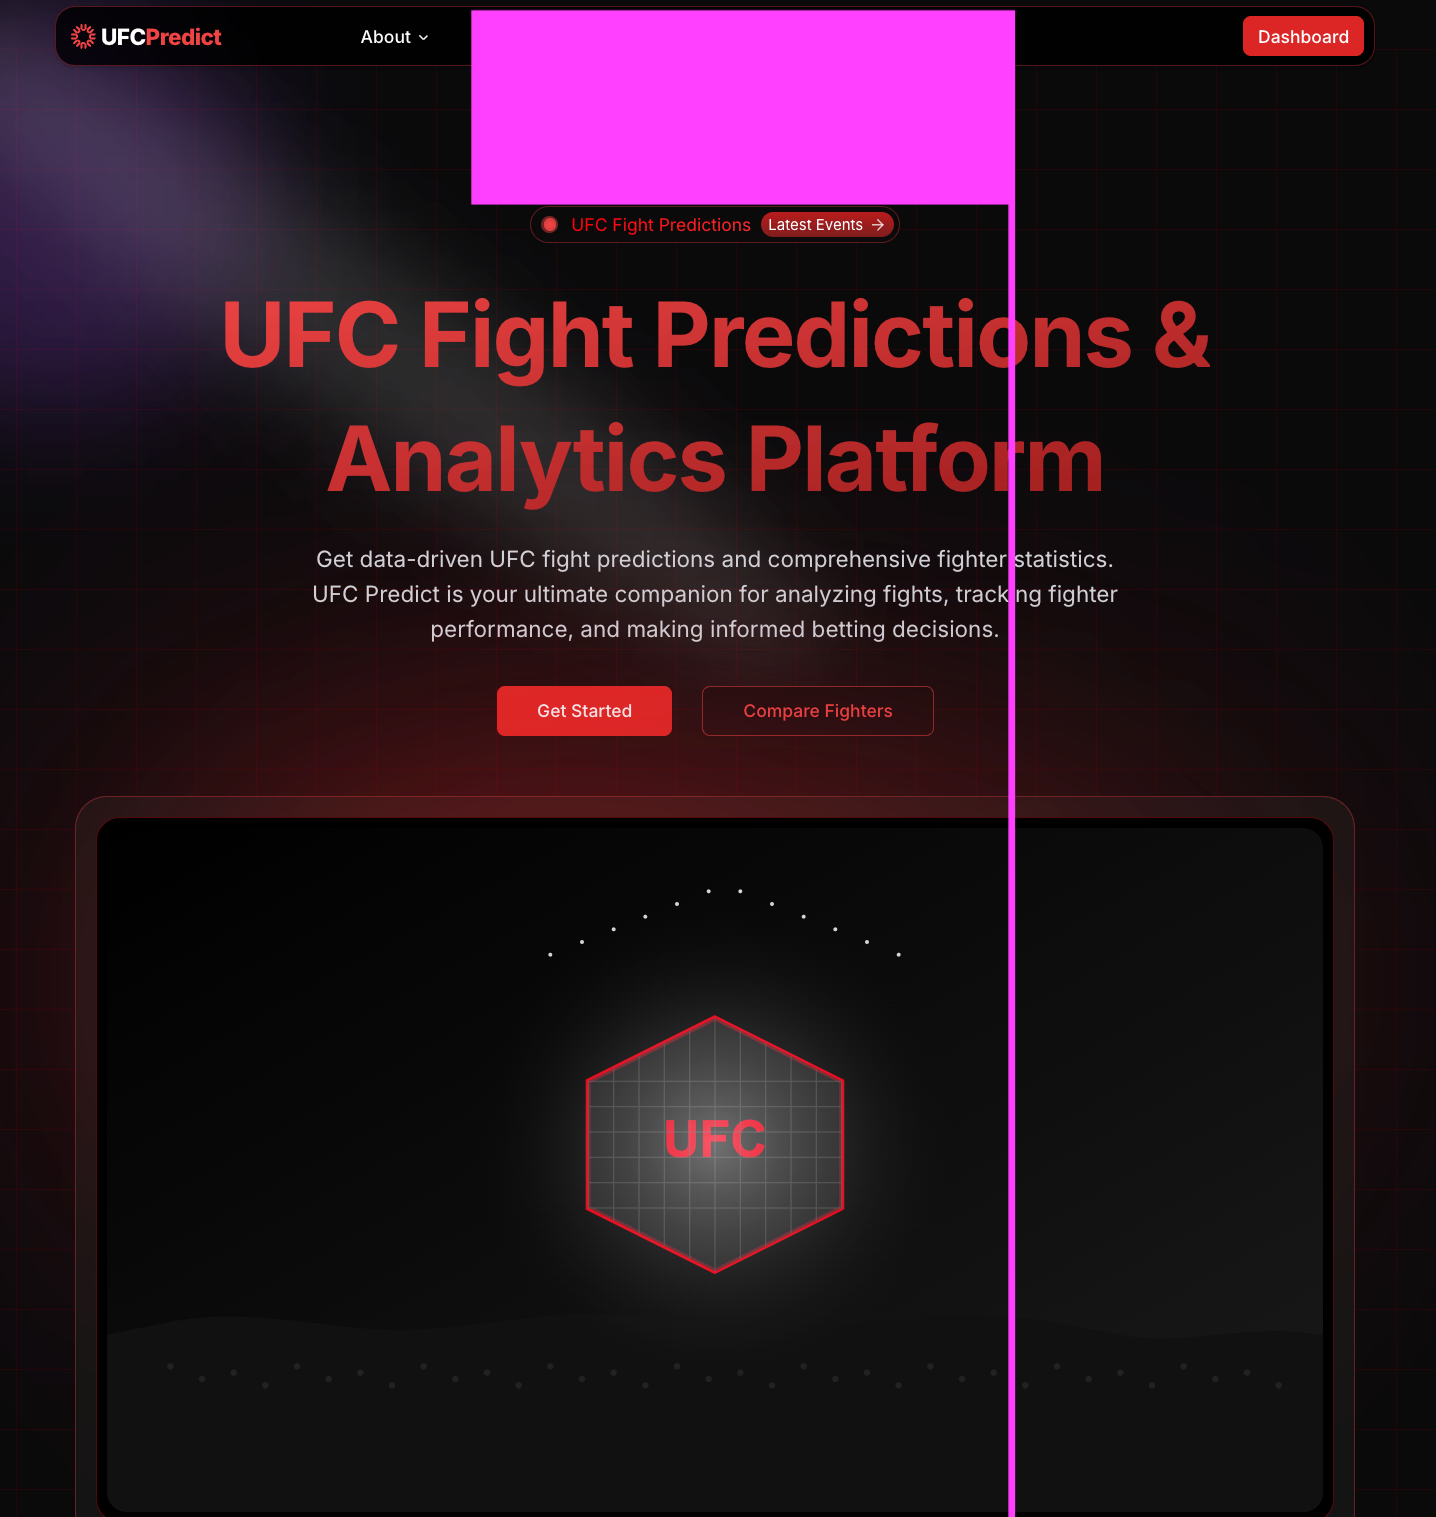 UFCPredict
About
Dashboard
UFC Fight Predictions
Latest Events →
UFC Fight Predictions &
Analytics Platform
Get data-driven UFC fight predictions and comprehensive fighter statistics.
UFC Predict is your ultimate companion for analyzing fights, tracking fighter
performance, and making informed betting decisions.
Get Started
Compare Fighters
UFC